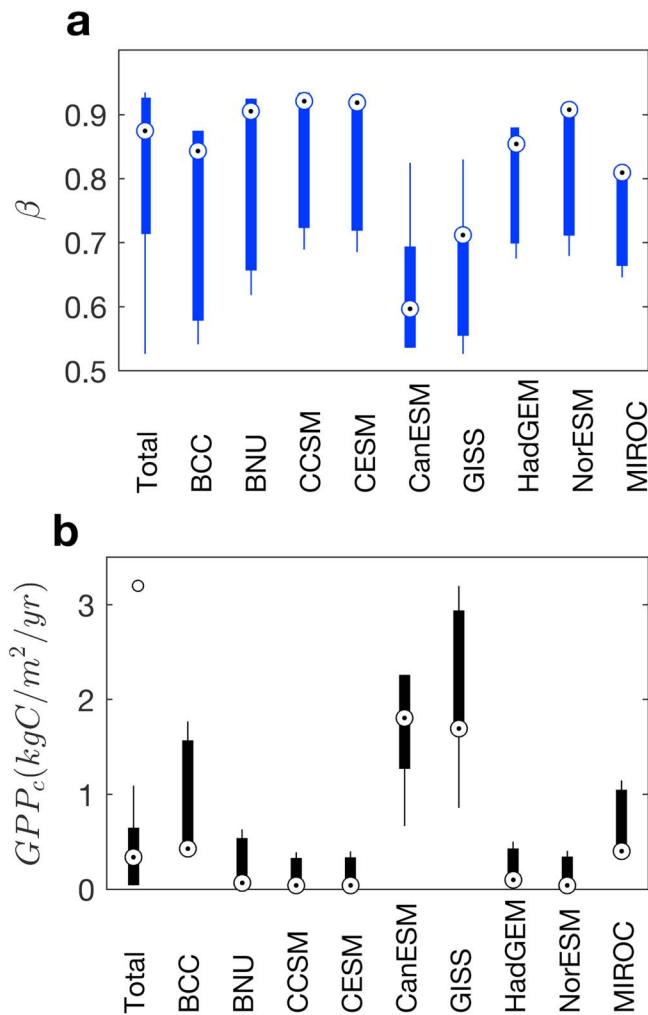 a
0.9
0.8
0.7
0.6
0.5
β
Total BCC BNU CCSM CESM CanESM GISS HadGEM NorESM MIROC
b
3
2
1
0
GPP_c(kgC/m²/yr)
Total BCC BNU CCSM CESM CanESM GISS HadGEM NorESM MIROC